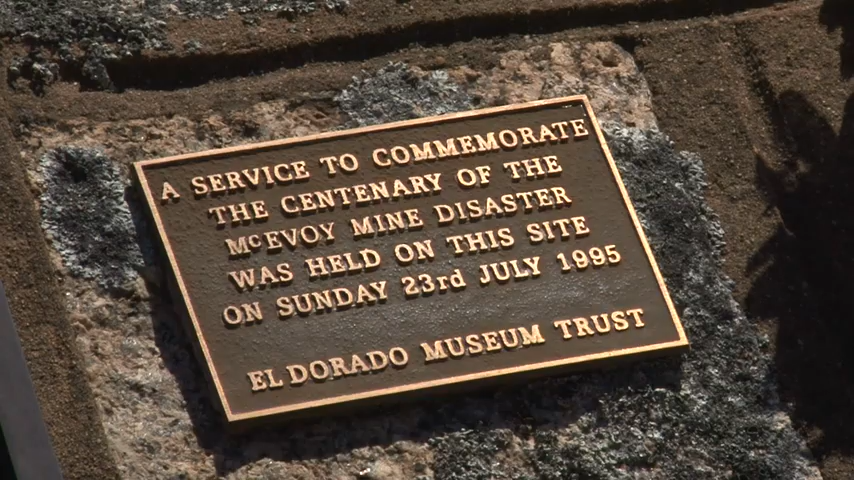 A SERVICE TO COMMEMORATE
THE CENTENARY OF THE
McEVOY MINE DISASTER
WAS HELD ON THIS SITE
ON SUNDAY 23rd JULY 1995
EL DORADO MUSEUM TRUST